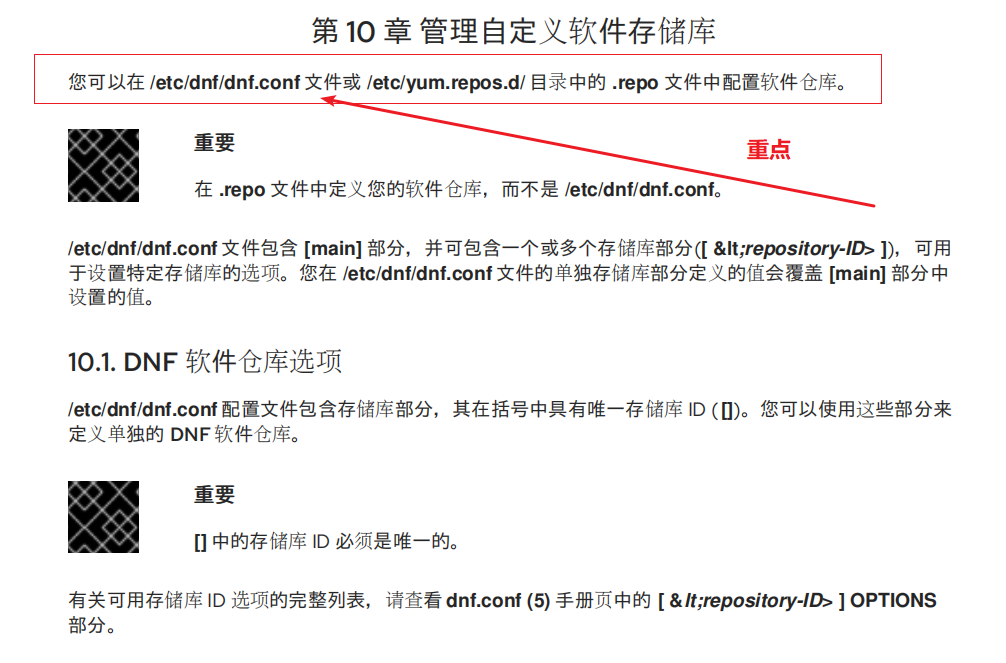 第 10 章 管理自定义软件存储库
您可以在 /etc/dnf/dnf.conf 文件或 /etc/yum.repos.d/ 目录中的 .repo 文件中配置软件仓库。
重要
重点
在 .repo 文件中定义您的软件仓库，而不是 /etc/dnf/dnf.conf。
/etc/dnf/dnf.conf 文件包含 [main] 部分，并可包含一个或多个存储库部分([ &lt;repository-ID> ])，可用
于设置特定存储库的选项。您在 /etc/dnf/dnf.conf 文件的单独存储库部分定义的值会覆盖 [main] 部分中
设置的值。
10.1. DNF 软件仓库选项
/etc/dnf/dnf.conf 配置文件包含存储库部分，其在括号中具有唯一存储库 ID ( [])。您可以使用这些部分来
定义单独的 DNF 软件仓库。
重要
[] 中的存储库 ID 必须是唯一的。
有关可用存储库 ID 选项的完整列表，请查看 dnf.conf (5) 手册页中的 [ &lt;repository-ID> ] OPTIONS
部分。